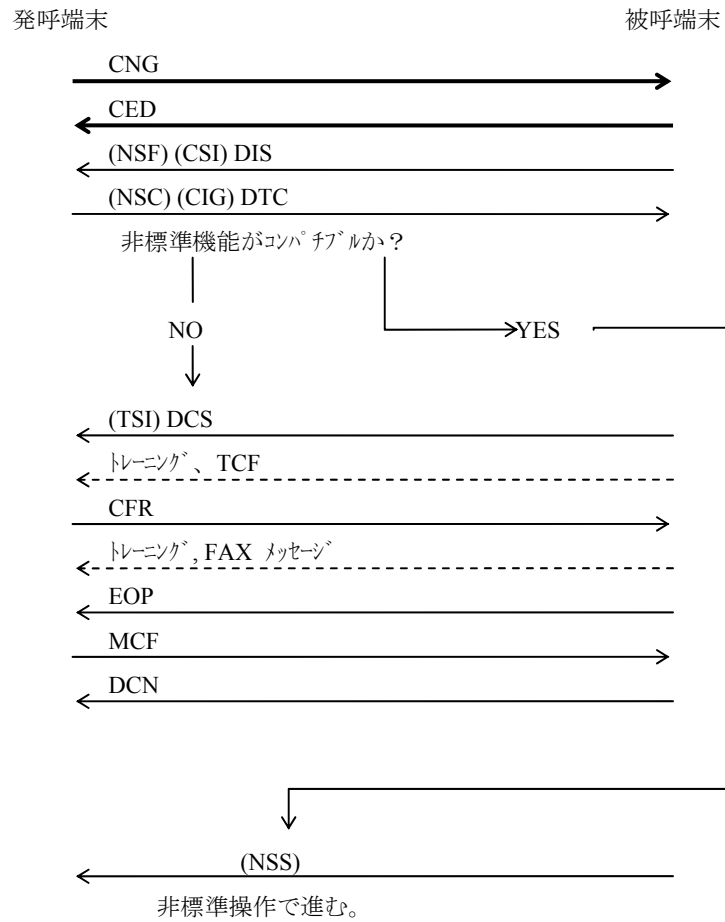 発呼端末 被呼端末
CNG
CED
(NSF) (CSI) DIS
(NSC) (CIG) DTC
非標準機能がｺﾝﾊﾟﾁﾌﾞﾙか？
NO YES
(TSI) DCS
ﾄﾚｰﾆﾝｸﾞ、TCF
CFR
ﾄﾚｰﾆﾝｸﾞ, FAX ﾒｯｾｰｼﾞ
EOP
MCF
DCN
(NSS)
非標準操作で進む。